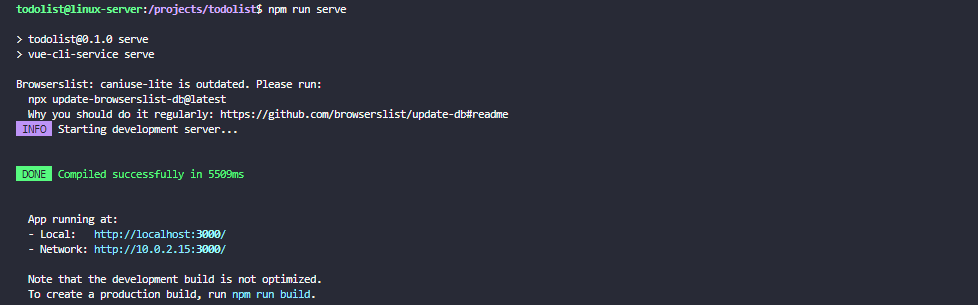 todolist@linux-server:/projects/todolist$ npm run serve
> todolist@0.1.0 serve
> vue-cli-service serve
Browserslist: caniuse-lite is outdated. Please run:
npx update-browserslist-db@latest
Why you should do it regularly: https://github.com/browserslist/update-db#readme
INFO Starting development server...
DONE Compiled successfully in 5509ms
App running at:
- Local: http://localhost:3000/
- Network: http://10.0.2.15:3000/
Note that the development build is not optimized.
To create a production build, run npm run build.